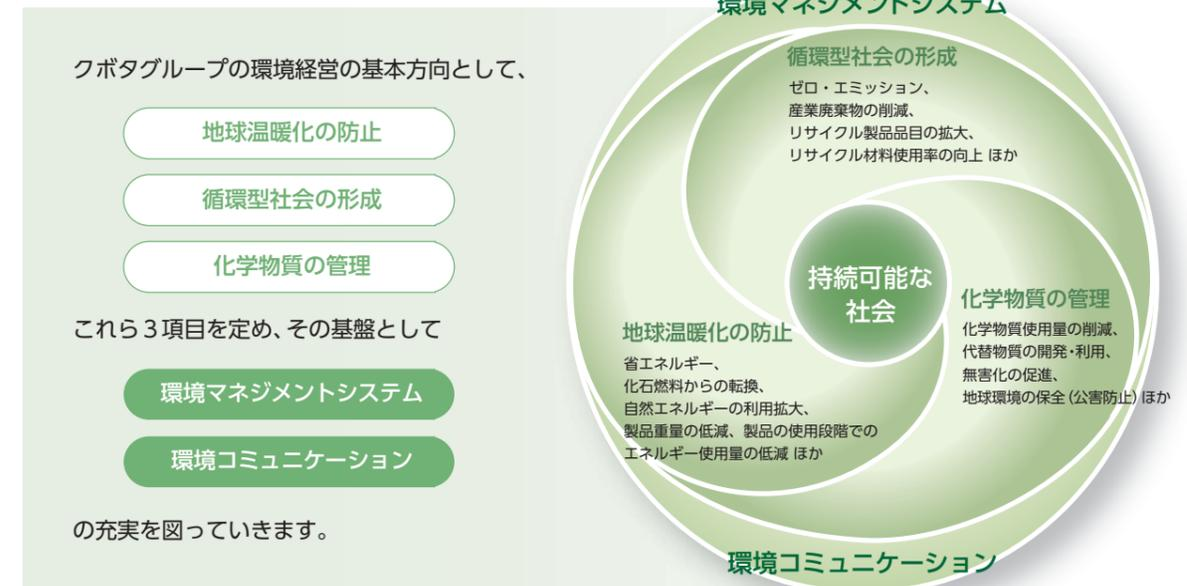 クボタグループの環境経営の基本方向として、
地球温暖化の防止
循環型社会の形成
化学物質の管理
これら３項目を定め、その基盤として
環境マネジメントシステム
環境コミュニケーション
の充実を図っていきます。
環境マネジメントシステム
循環型社会の形成
ゼロ・エミッション、
産業廃棄物の削減、
リサイクル製品品目の拡大、
リサイクル材料使用率の向上 ほか
持続可能な
社会
化学物質の管理
化学物質使用量の削減、
代替物質の開発・利用、
無害化の促進、
地球環境の保全（公害防止）ほか
地球温暖化の防止
省エネルギー、
化石燃料からの転換、
自然エネルギーの利用拡大、
製品重量の低減、製品の使用段階での
エネルギー使用量の低減 ほか
環境コミュニケーション